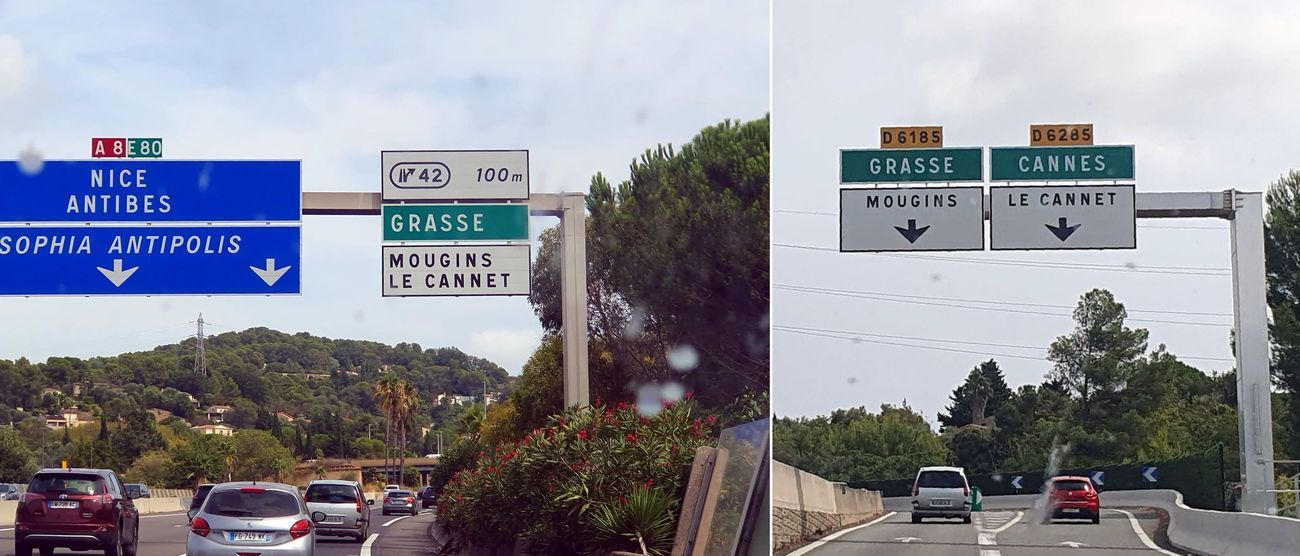 A 8 E 80
NICE
ANTIBES
SOPHIA ANTIPOLIS
42 100 m
GRASSE
MOUGINS
LE CANNET
D 6185
GRASSE
MOUGINS
D 6285
CANNES
LE CANNET